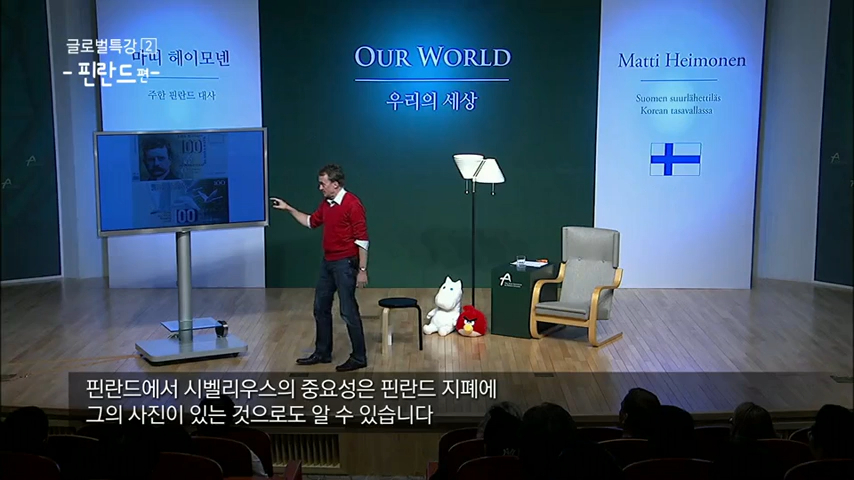 글로벌특강 2
- 핀란드편 -
마띠 헤이모넨
주한 핀란드 대사
OUR WORLD
우리의 세상
Matti Heimonen
Suomen suurlähettiläs
Korean tasavallassa
100
100
100
핀란드에서 시벨리우스의 중요성은 핀란드 지폐에
그의 사진이 있는 것으로도 알 수 있습니다